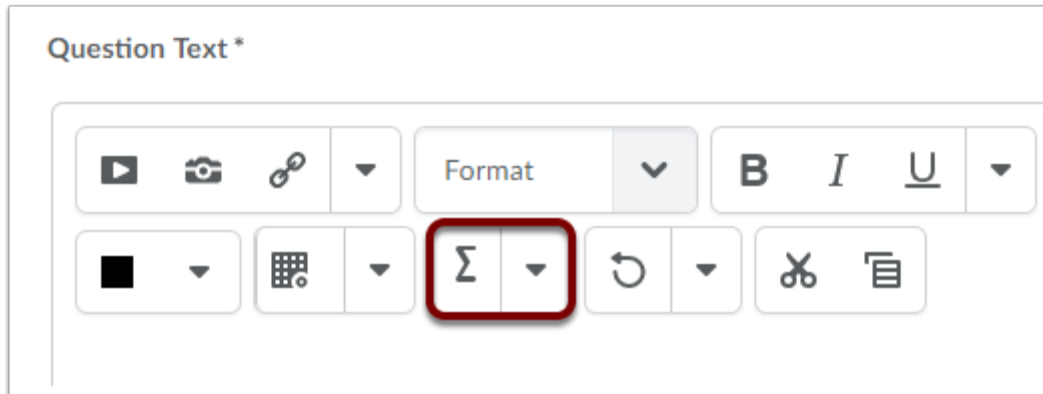 Question Text *
Format B I U
Σ